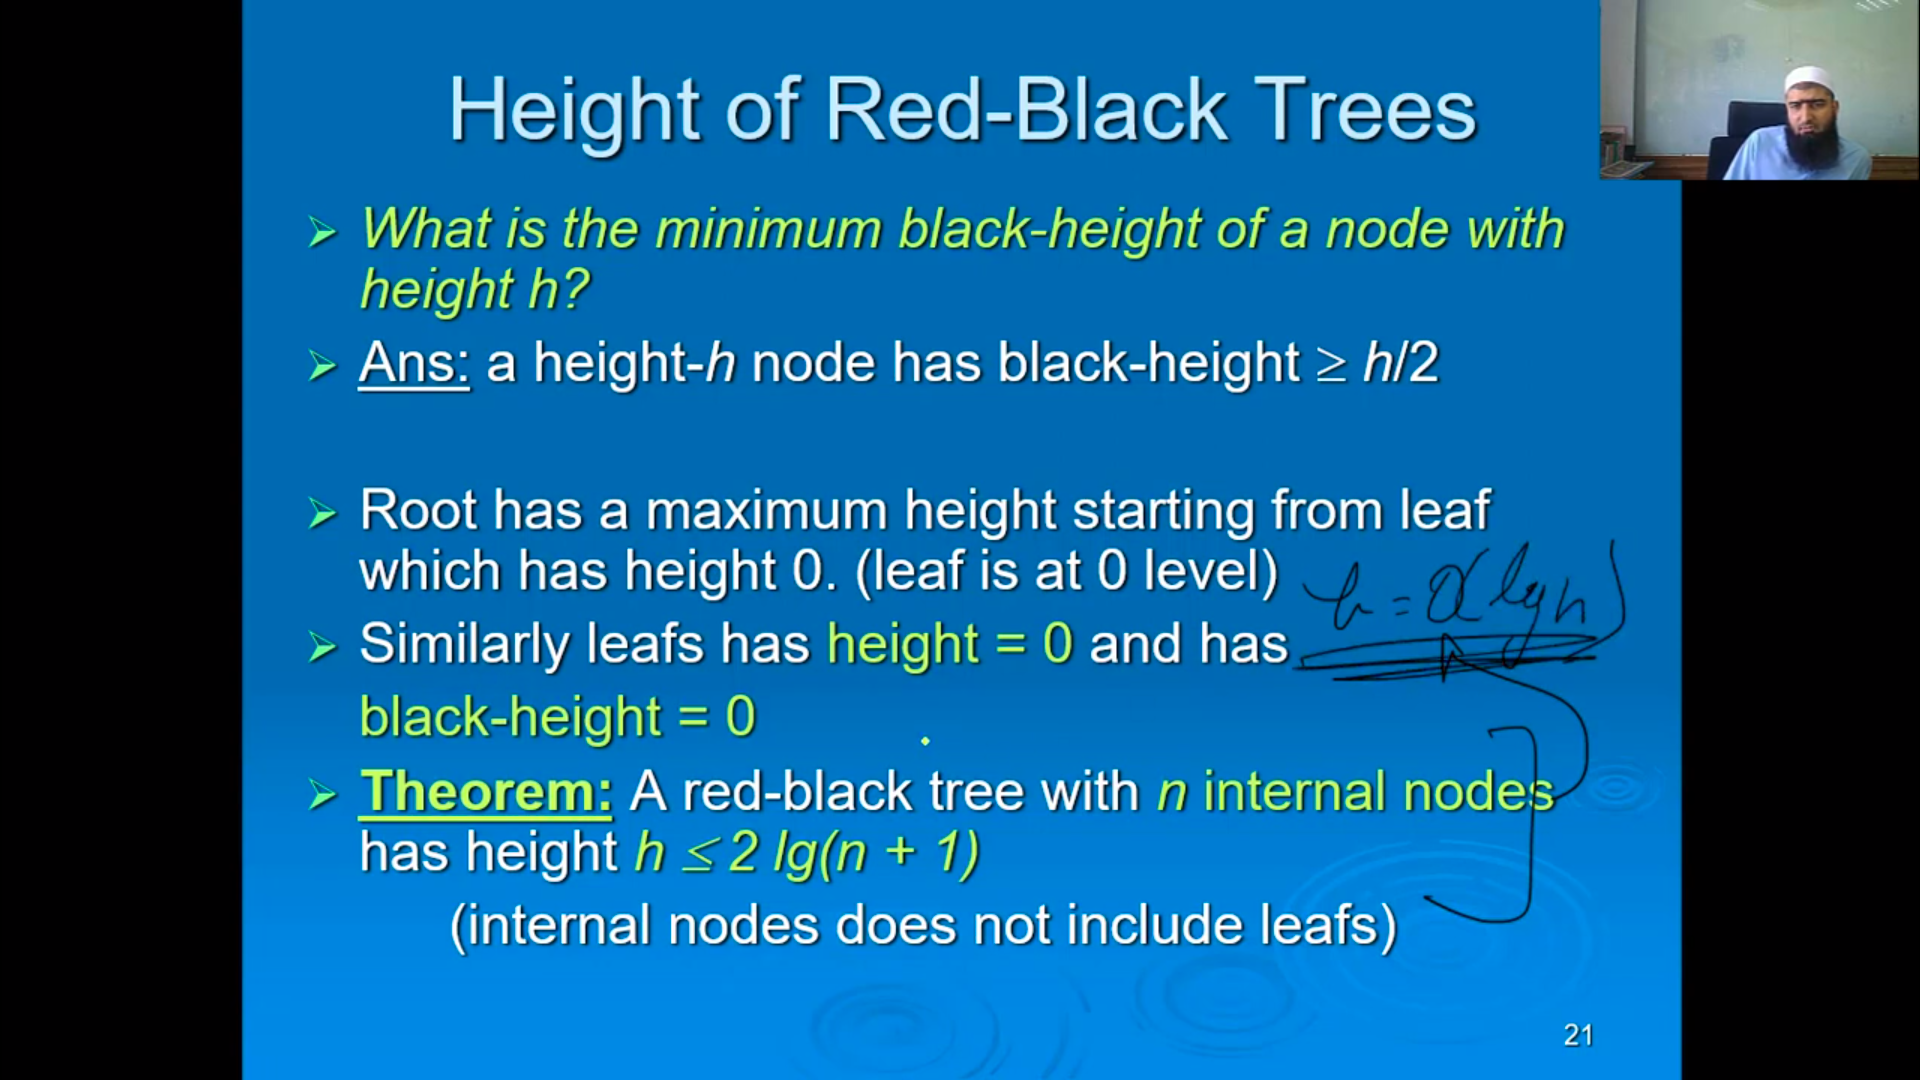 Height of Red-Black Trees
What is the minimum black-height of a node with
height h?
Ans: a height-h node has black-height ≥ h/2
Root has a maximum height starting from leaf
which has height 0. (leaf is at 0 level)
h = O(lg n)
Similarly leafs has height = 0 and has
black-height = 0
Theorem: A red-black tree with n internal nodes
has height h ≤ 2 lg(n + 1)
(internal nodes does not include leafs)
21